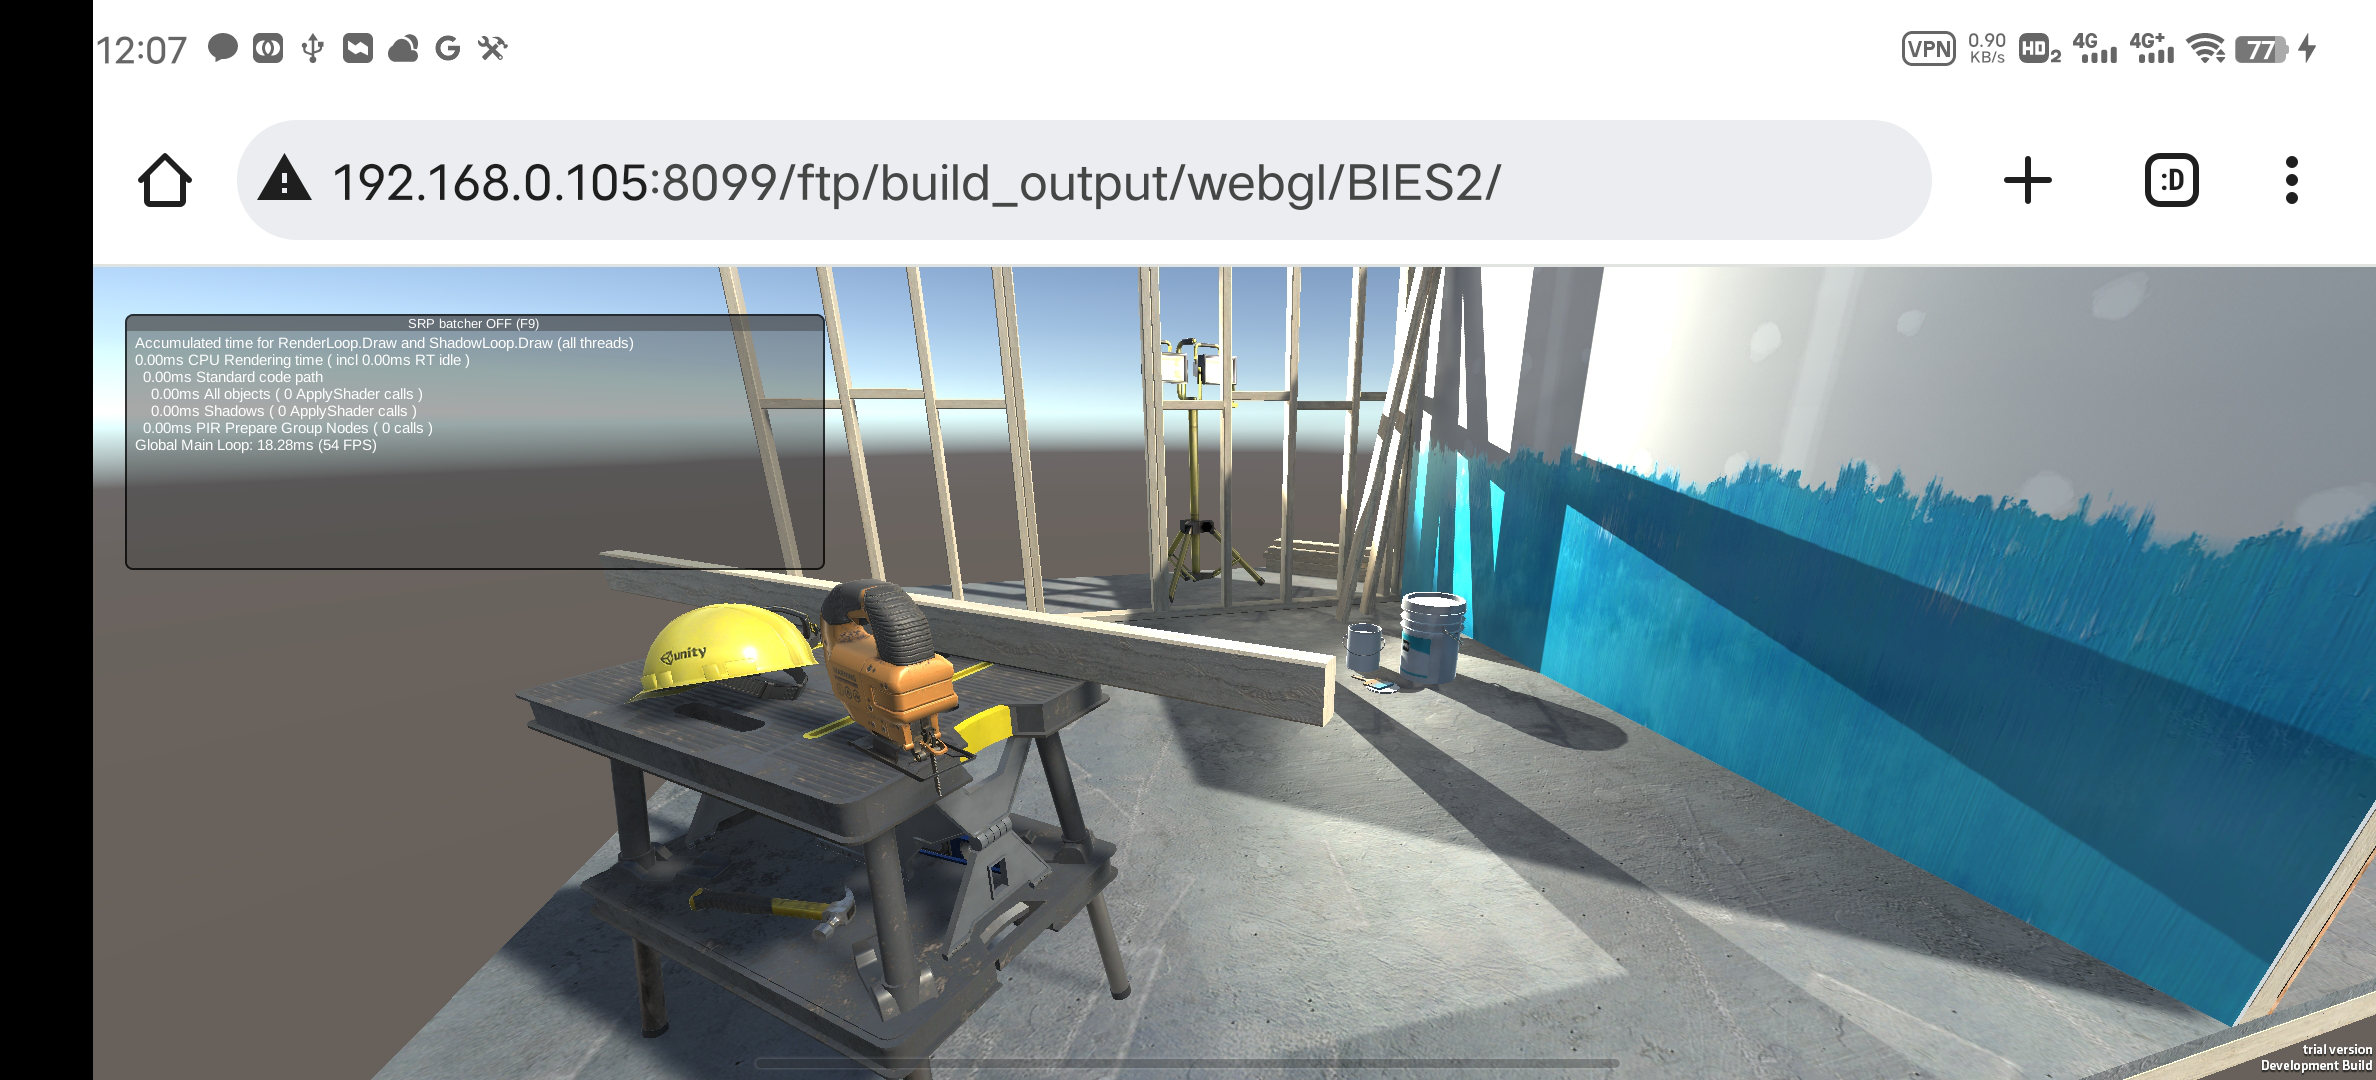 12:07
VPN 0.90 KB/s HD 2 4G 4G+ 77
192.168.0.105:8099/ftp/build_output/webgl/BIES2/
:D
SRP batcher OFF (F9)
Accumulated time for RenderLoop.Draw and ShadowLoop.Draw (all threads)
0.00ms CPU Rendering time ( incl 0.00ms RT idle )
0.00ms Standard code path
0.00ms All objects ( 0 ApplyShader calls )
0.00ms Shadows ( 0 ApplyShader calls )
0.00ms PIR Prepare Group Nodes ( 0 calls )
Global Main Loop: 18.28ms (54 FPS)
unity
trial version
Development Build